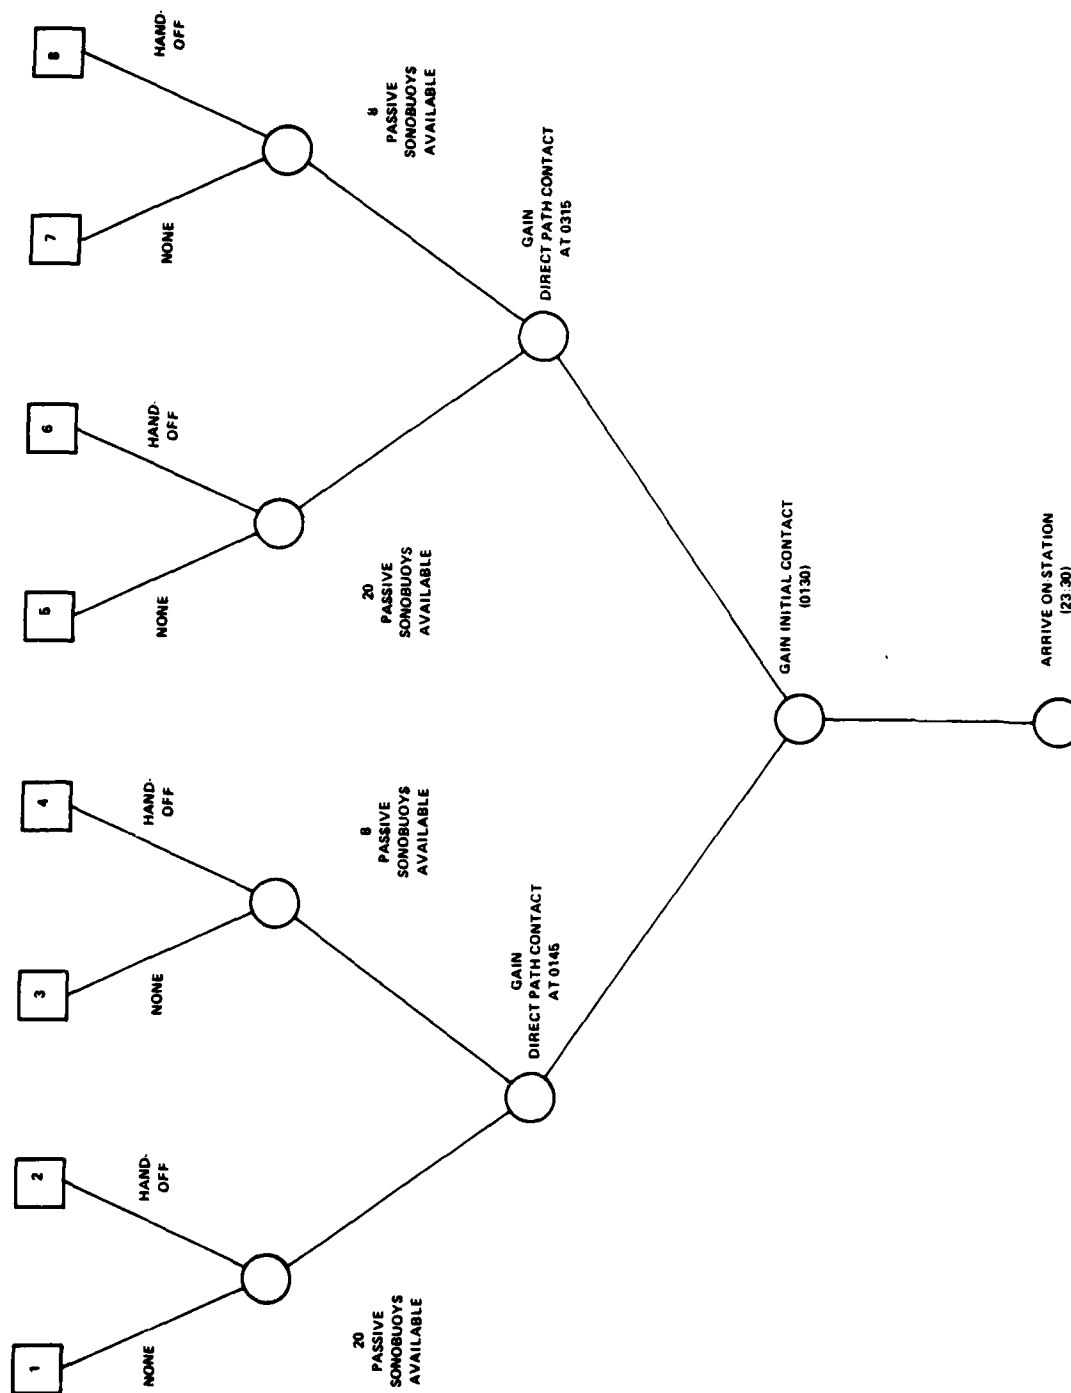 1
2
3
4
5
6
7
8
NONE
HAND-
OFF
NONE
HAND-
OFF
NONE
HAND-
OFF
NONE
HAND-
OFF
20
PASSIVE
SONOBUOYS
AVAILABLE
8
PASSIVE
SONOBUOYS
AVAILABLE
20
PASSIVE
SONOBUOYS
AVAILABLE
8
PASSIVE
SONOBUOYS
AVAILABLE
GAIN
DIRECT PATH CONTACT
AT 0145
GAIN
DIRECT PATH CONTACT
AT 0315
GAIN INITIAL CONTACT
(0130)
ARRIVE ON-STATION
(23:30)